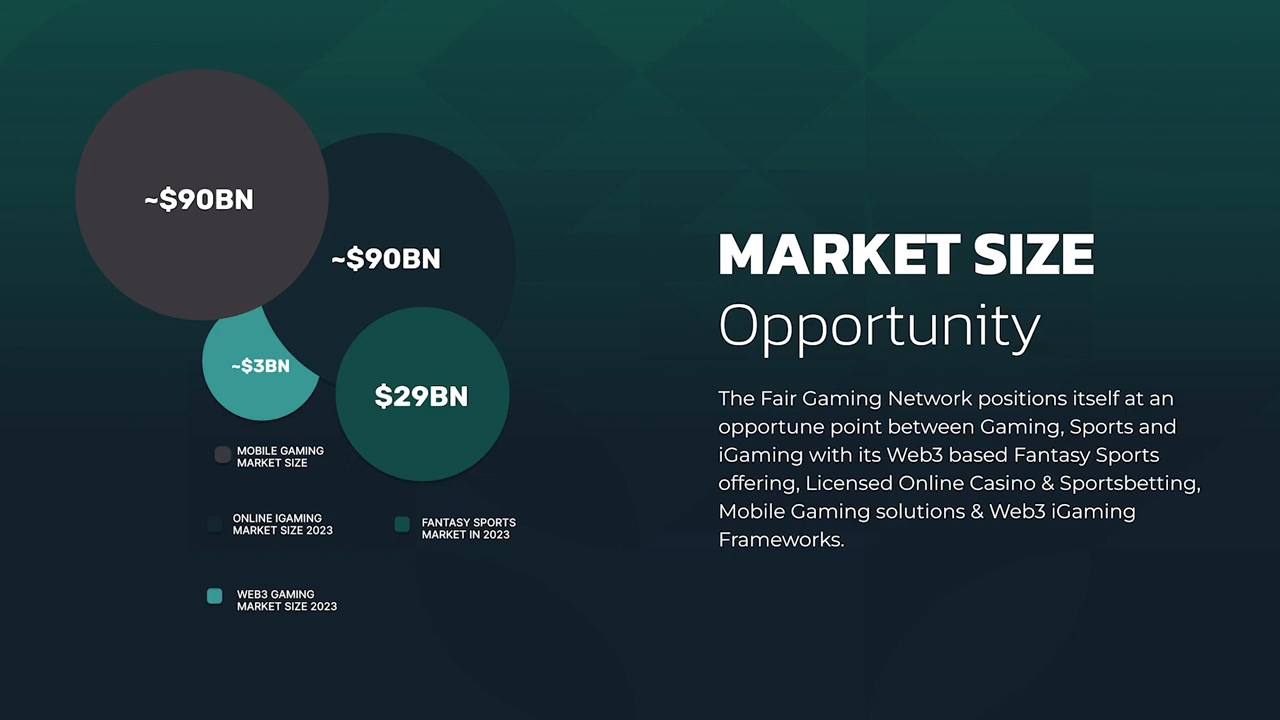 ~$90BN
~$90BN
~$3BN
$29BN
MOBILE GAMING
MARKET SIZE
ONLINE IGAMING
MARKET SIZE 2023
FANTASY SPORTS
MARKET IN 2023
WEB3 GAMING
MARKET SIZE 2023
MARKET SIZE
Opportunity
The Fair Gaming Network positions itself at an
opportune point between Gaming, Sports and
iGaming with its Web3 based Fantasy Sports
offering, Licensed Online Casino & Sportsbetting,
Mobile Gaming solutions & Web3 iGaming
Frameworks.